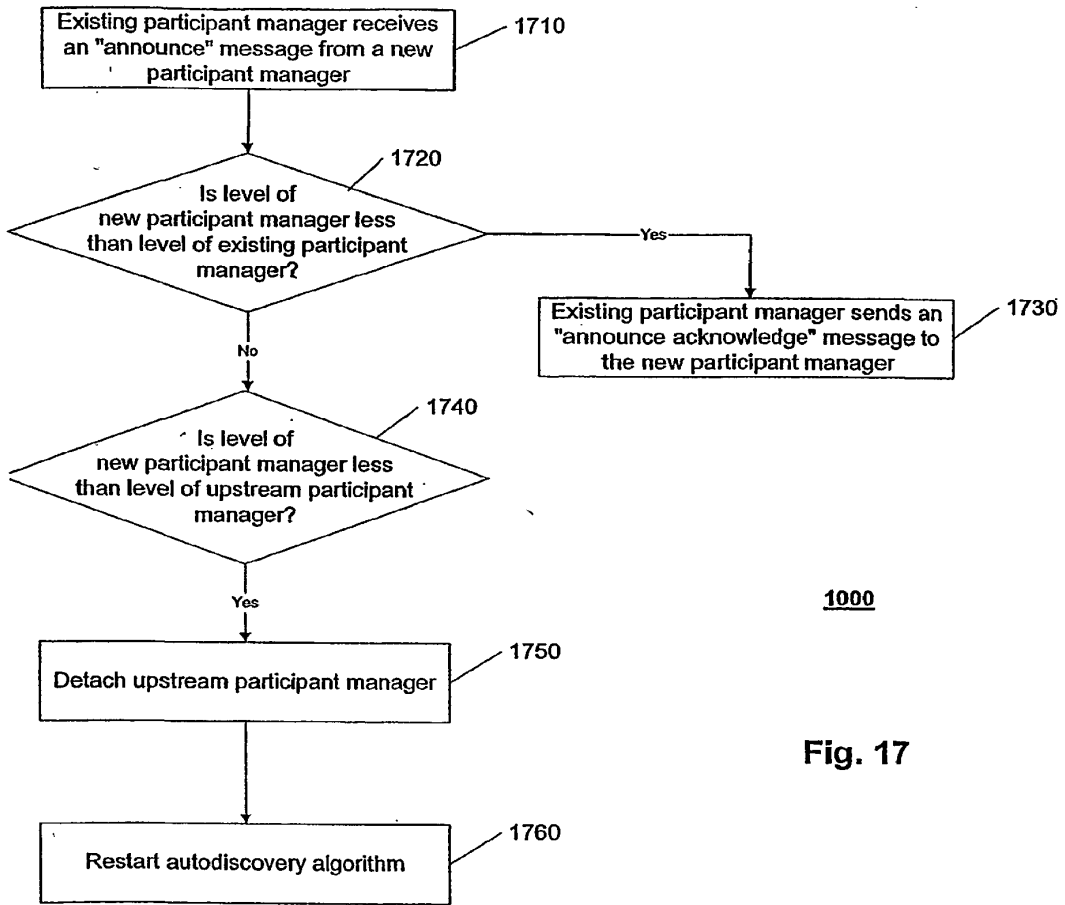 Existing participant manager receives
an "announce" message from a new
participant manager
1710
1720
Is level of
new participant manager less
than level of existing participant
manager?
Yes
Existing participant manager sends an
"announce acknowledge" message to
the new participant manager
1730
No
1740
Is level of
new participant manager less
than level of upstream participant
manager?
Yes
1000
Detach upstream participant manager
1750
Fig. 17
Restart autodiscovery algorithm
1760